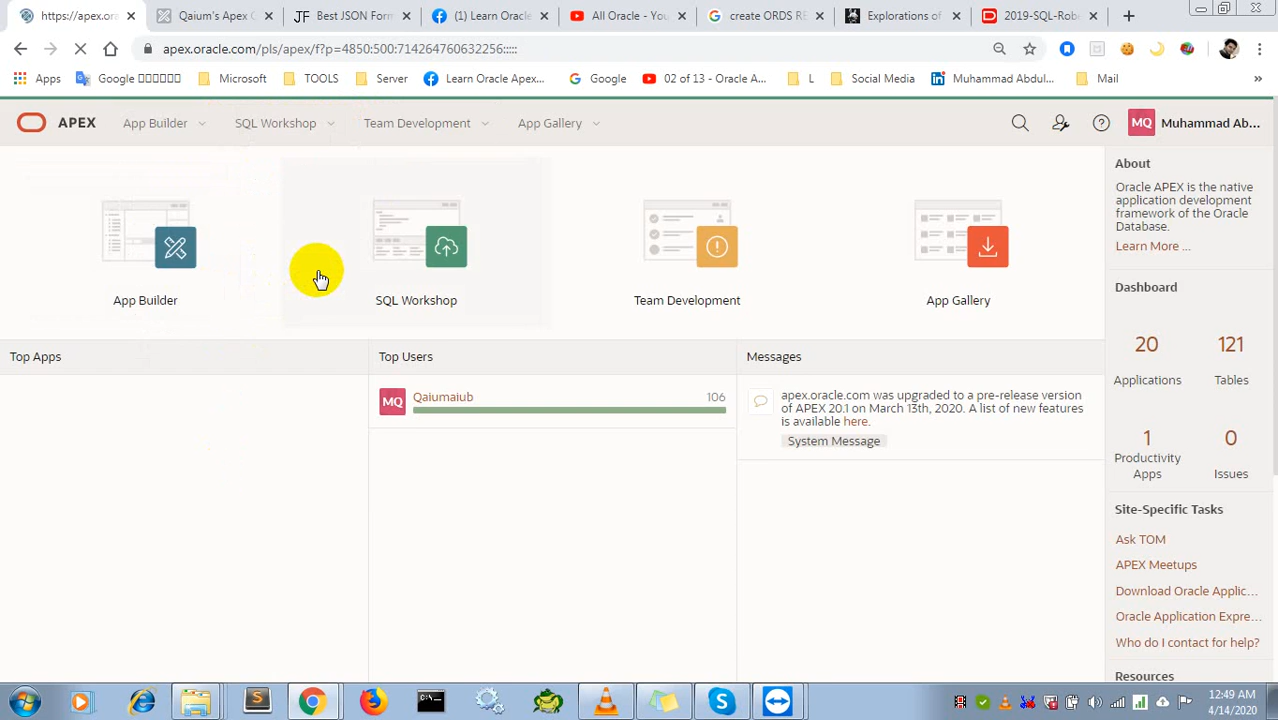 https://apex.ora
Qaium's Apex C
JF Best JSON Form
(1) Learn Oracle
All Oracle - You
create ORDS RE
Explorations of
2019-SQL-Rob
apex.oracle.com/pls/apex/f?p=4850:500:714264760632256:::::
Apps
Google
Microsoft
TOOLS
Server
Learn Oracle Apex...
Google
02 of 13 - Oracle A...
L
Social Media
Muhammad Abdul...
Mail
»
APEX
App Builder
SQL Workshop
Team Development
App Gallery
MQ
Muhammad Ab...
App Builder
SQL Workshop
Team Development
App Gallery
About
Oracle APEX is the native
application development
framework of the Oracle
Database.
Learn More ...
Dashboard
20
121
Applications
Tables
1
0
Productivity
Apps
Issues
Site-Specific Tasks
Ask TOM
APEX Meetups
Download Oracle Applic...
Oracle Application Expre...
Who do I contact for help?
Resources
Top Apps
Top Users
MQ
Qaiumaiub
106
Messages
apex.oracle.com was upgraded to a pre-release version
of APEX 20.1 on March 13th, 2020. A list of new features
is available here.
System Message
12:49 AM
4/14/2020